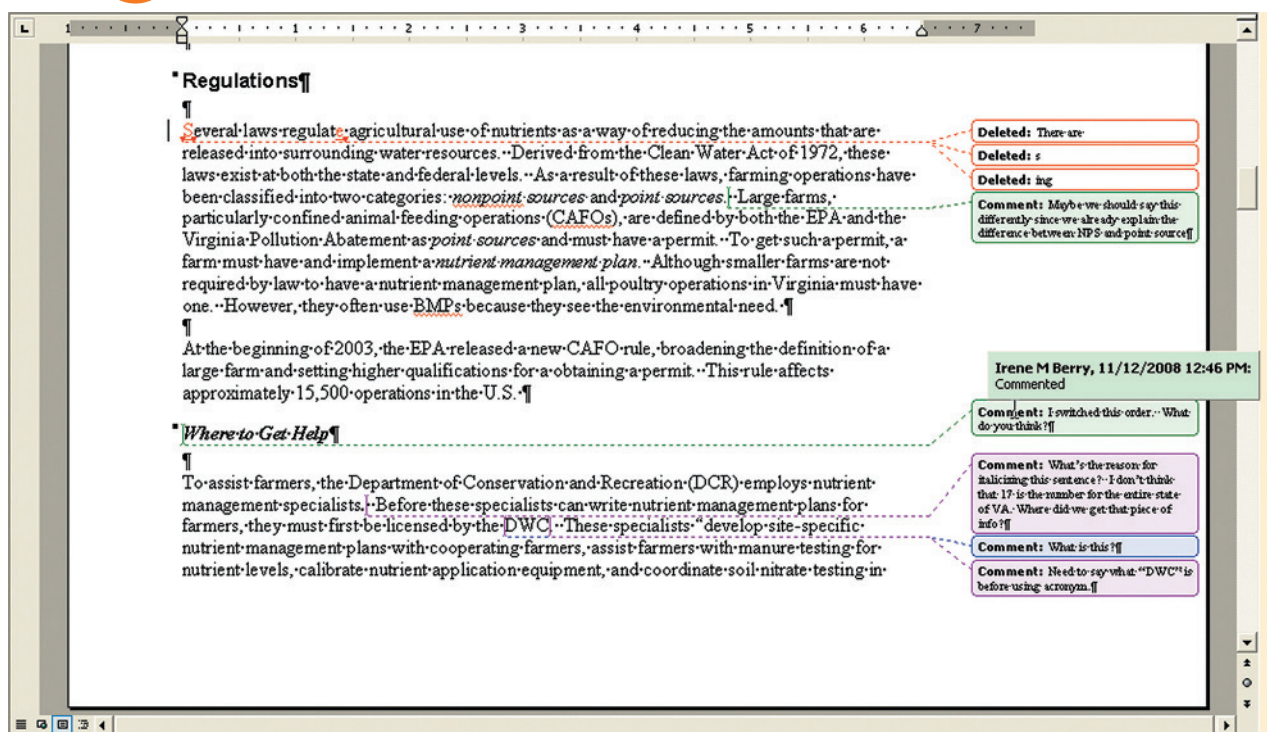 L 1 1 2 3 4 5 6 7
Regulations¶
¶
Several laws regulate agricultural use of nutrients as a way of reducing the amounts that are
released into surrounding water resources. Derived from the Clean Water Act of 1972, these
laws exist at both the state and federal levels. As a result of these laws, farming operations have
been classified into two categories: nonpoint sources and point sources. Large farms,
particularly confined animal feeding operations (CAFOs), are defined by both the EPA and the
Virginia Pollution Abatement as point sources and must have a permit. To get such a permit, a
farm must have and implement a nutrient management plan. Although smaller farms are not
required by law to have a nutrient management plan, all poultry operations in Virginia must have
one. However, they often use BMPs because they see the environmental need. ¶
¶
At the beginning of 2003, the EPA released a new CAFO rule, broadening the definition of a
large farm and setting higher qualifications for a obtaining a permit. This rule affects
approximately 15,500 operations in the U.S. ¶
Where to Get Help¶
¶
To assist farmers, the Department of Conservation and Recreation (DCR) employs nutrient
management specialists. Before these specialists can write nutrient management plans for
farmers, they must first be licensed by the DWC. These specialists "develop site-specific
nutrient management plans with cooperating farmers, assist farmers with manure testing for
nutrient levels, calibrate nutrient application equipment, and coordinate soil nitrate testing in
Deleted: There are
Deleted: s
Deleted: ing
Comment: Maybe we should say this
differently since we already explain the
difference between NPS and point source¶
Irene M Berry, 11/12/2008 12:46 PM:
Commented
Comment: I switched this order. What
do you think?¶
Comment: What's the reason for
italicizing this sentence? I don't think
that 17 is the number for the entire state
of VA. Where did we get that piece of
info?¶
Comment: What is this?¶
Comment: Need to say what "DWC" is
before using acronym.¶